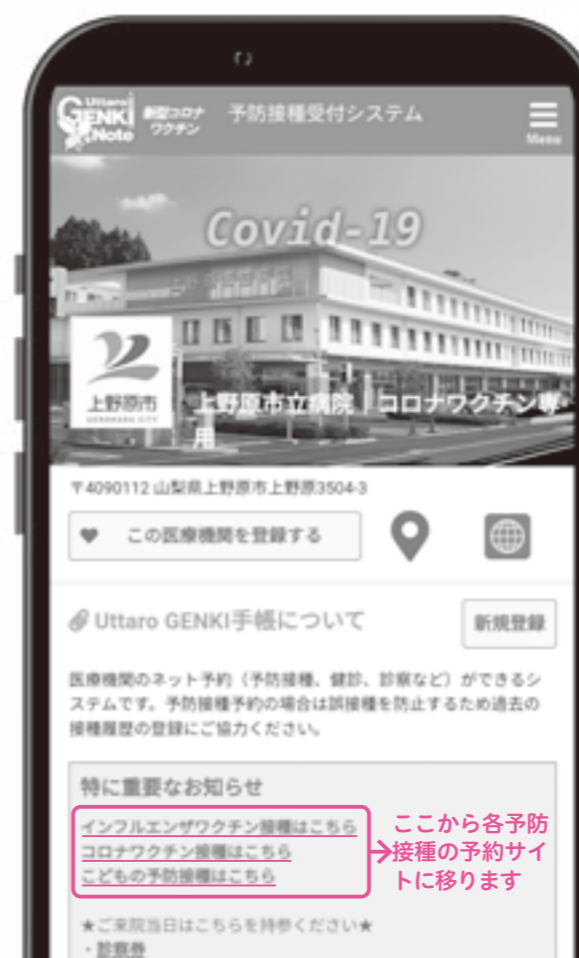 Uttaro
GENKI
Note
新型コロナ
ワクチン
予防接種受付システム
Menu
Covid-19
上野原市
UENOHARA CITY
上野原市立病院｜コロナワクチン専
用
〒4090112 山梨県上野原市上野原3504-3
この医療機関を登録する
Uttaro GENKI手帳について
新規登録
医療機関のネット予約（予防接種、健診、診察など）ができるシ
ステムです。予防接種予約の場合は誤接種を防止するため過去の
接種履歴の登録にご協力ください。
特に重要なお知らせ
インフルエンザワクチン接種はこちら
コロナワクチン接種はこちら
こどもの予防接種はこちら
ここから各予防
接種の予約サイ
トに移ります
★ご来院当日はこちらを持参ください★
・診察券